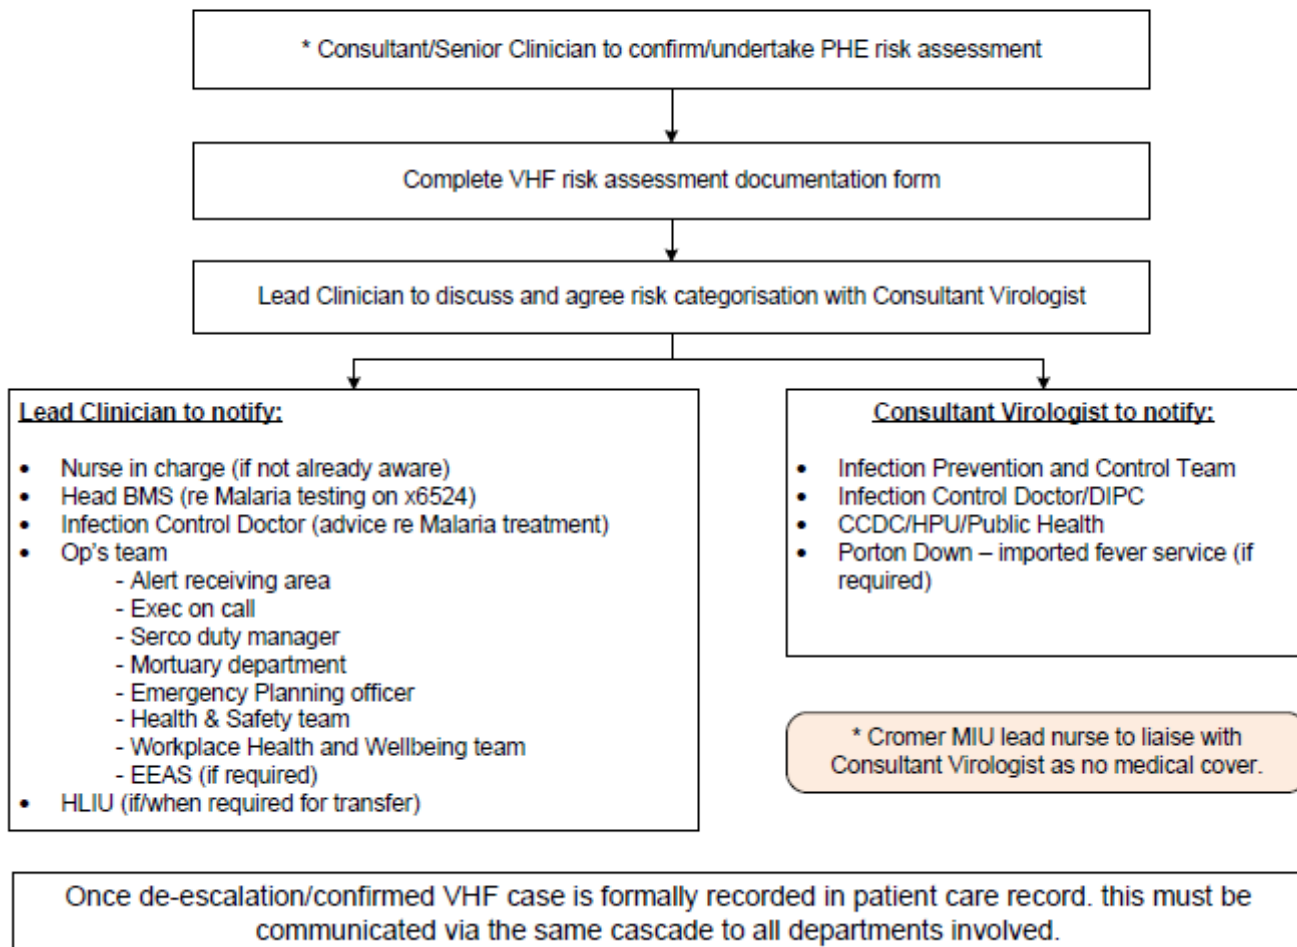 * Consultant/Senior Clinician to confirm/undertake PHE risk assessment
Complete VHF risk assessment documentation form
Lead Clinician to discuss and agree risk categorisation with Consultant Virologist
Lead Clinician to notify:
• Nurse in charge (if not already aware)
• Head BMS (re Malaria testing on x6524)
• Infection Control Doctor (advice re Malaria treatment)
• Op's team
- Alert receiving area
- Exec on call
- Serco duty manager
- Mortuary department
- Emergency Planning officer
- Health & Safety team
- Workplace Health and Wellbeing team
- EEAS (if required)
• HLIU (if/when required for transfer)
Consultant Virologist to notify:
• Infection Prevention and Control Team
• Infection Control Doctor/DIPC
• CCDC/HPU/Public Health
• Porton Down – imported fever service (if
required)
* Cromer MIU lead nurse to liaise with
Consultant Virologist as no medical cover.
Once de-escalation/confirmed VHF case is formally recorded in patient care record. this must be
communicated via the same cascade to all departments involved.